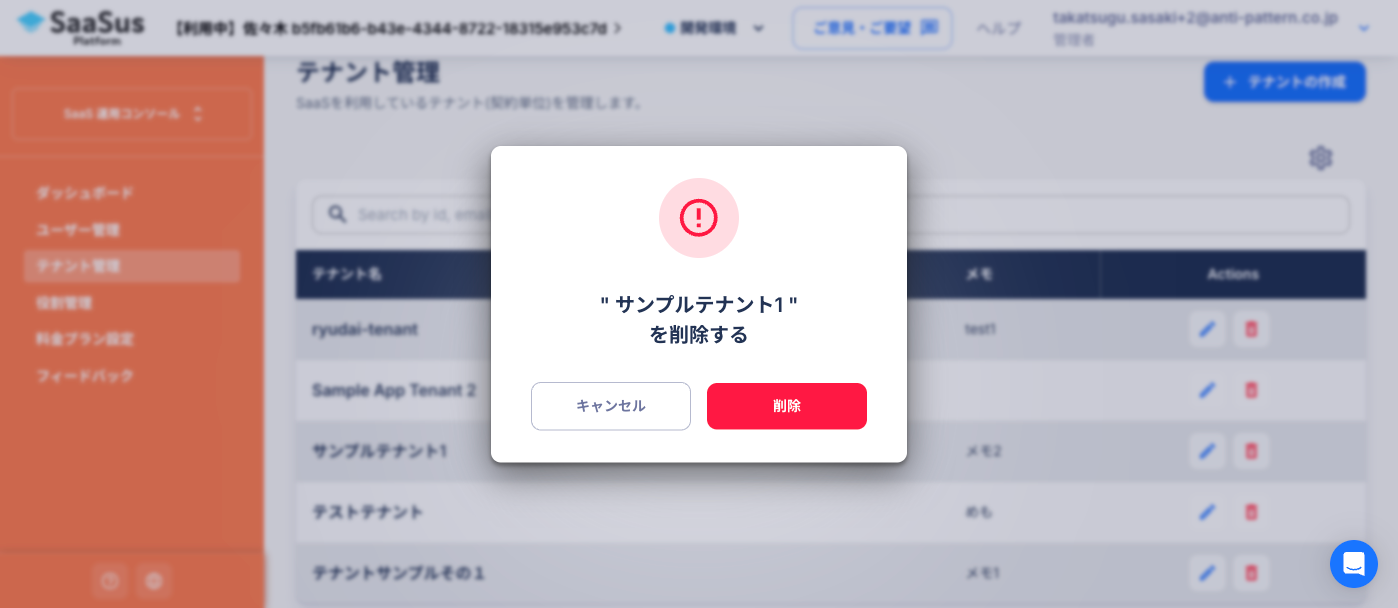 SaaSus
Platform
【利用中】佐々木 b5fb61b6-b43e-4344-8722-18315e953c7d
開発環境
ご意見・ご要望
ヘルプ
takatsugu.sasaki+2@anti-pattern.co.jp
管理者
SaaS 運用コンソール
ダッシュボード
ユーザー管理
テナント管理
役割管理
料金プラン設定
フィードバック
テナント管理
SaaSを利用しているテナント(契約単位)を管理します。
+ テナントの作成
Search by id, emai
テナント名 メモ Actions
ryudai-tenant test1
Sample App Tenant 2
サンプルテナント1 メモ2
テストテナント めも
テナントサンプルその１ メモ1
" サンプルテナント1 "
を削除する
キャンセル 削除